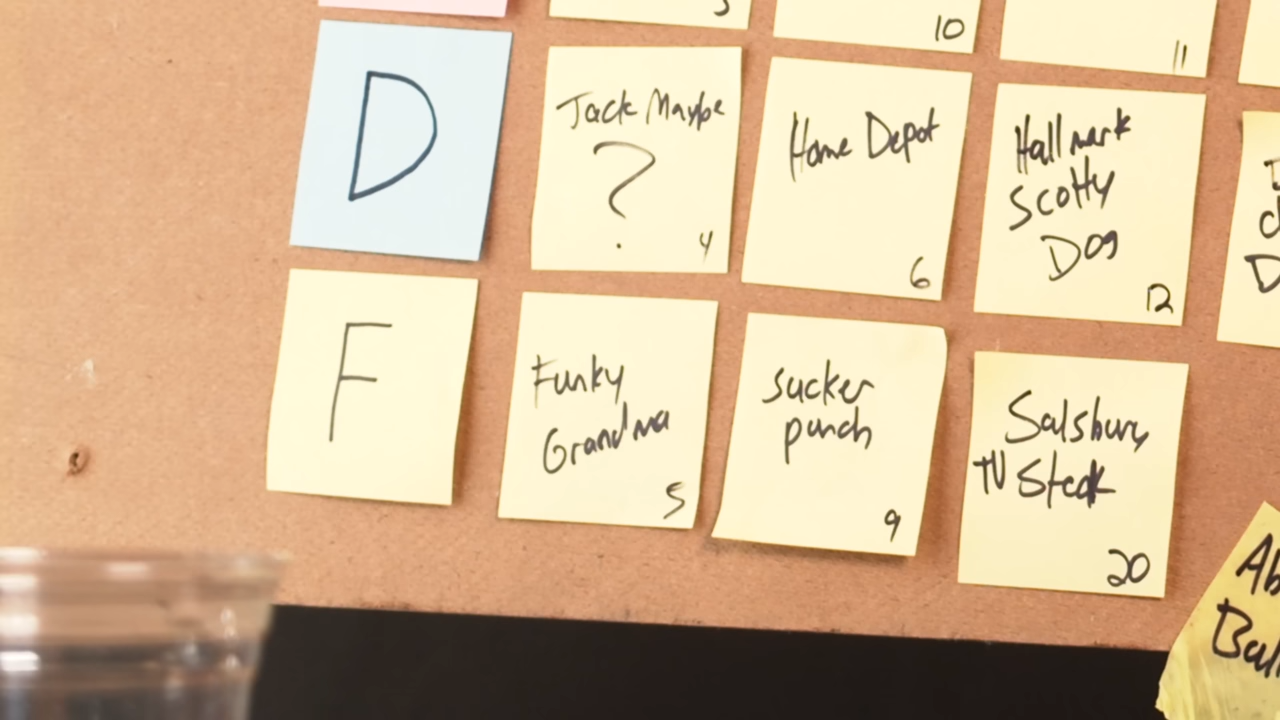 10
11
D
Jack Maybe
?
4
Home Depot
6
Hallmark
Scotty
Dog
12
F
Funky
Grandma
5
sucker
punch
9
Salsbury
TV Steak
20